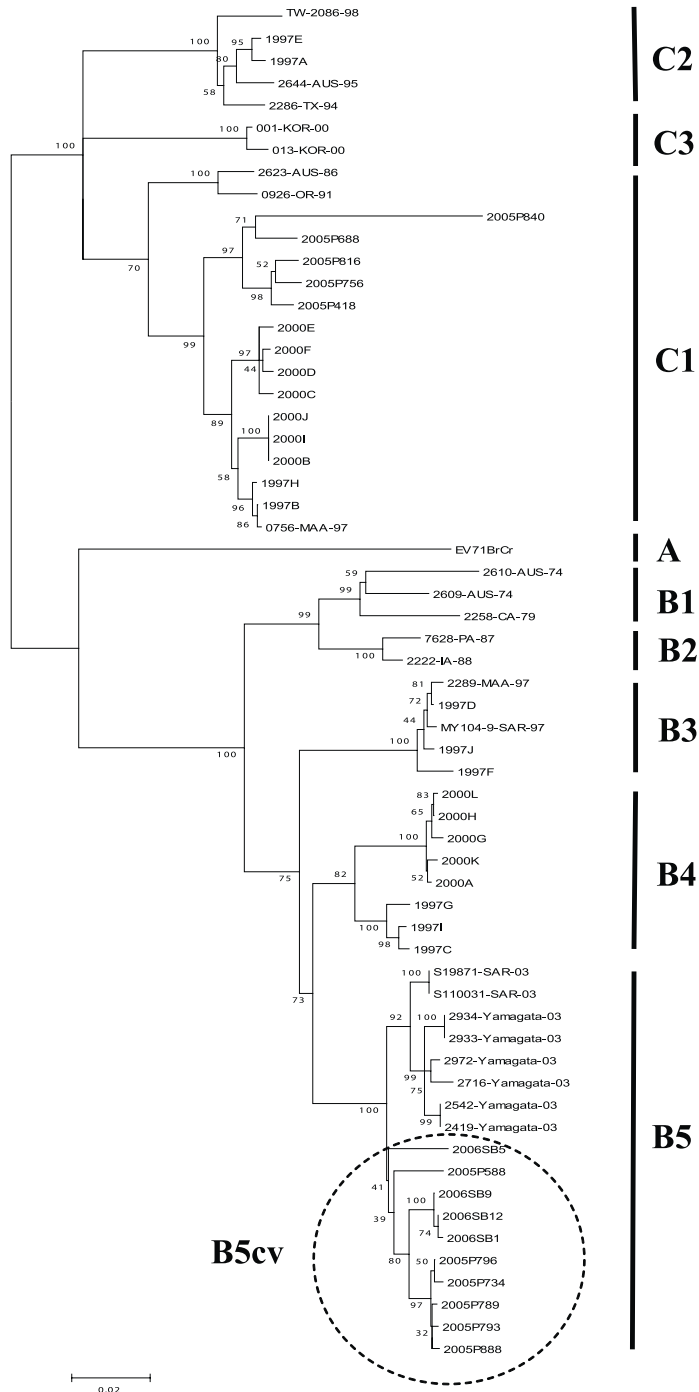 TW-2086-98
100
95
1997E
80
1997A
C2
2644-AUS-95
58
2286-TX-94
100
001-KOR-00
C3
100
013-KOR-00
2623-AUS-86
100
0926-OR-91
71
2005P840
2005P688
97
52
2005P816
2005P756
70
98
2005P418
2000E
99
97
2000F
44
2000D
C1
2000C
2000J
89
100
2000I
2000B
58
1997H
96
1997B
86
0756-MAA-97
EV71BrCr
A
59
2610-AUS-74
99
2609-AUS-74
B1
99
2258-CA-79
7628-PA-87
B2
100
2222-IA-88
81
2289-MAA-97
72
1997D
44
MY104-9-SAR-97
B3
100
1997J
100
1997F
83
2000L
65
2000H
100
2000G
2000K
75
82
52
2000A
B4
1997G
100
1997I
98
1997C
100
S19871-SAR-03
73
S110031-SAR-03
92
100
2934-Yamagata-03
2933-Yamagata-03
2972-Yamagata-03
99
2716-Yamagata-03
75
2542-Yamagata-03
100
99
2419-Yamagata-03
B5
2006SB5
41
2005P588
39
100
2006SB9
2006SB12
74
2006SB1
B5cv
80
50
2005P796
2005P734
97
2005P789
2005P793
32
2005P888
0.02